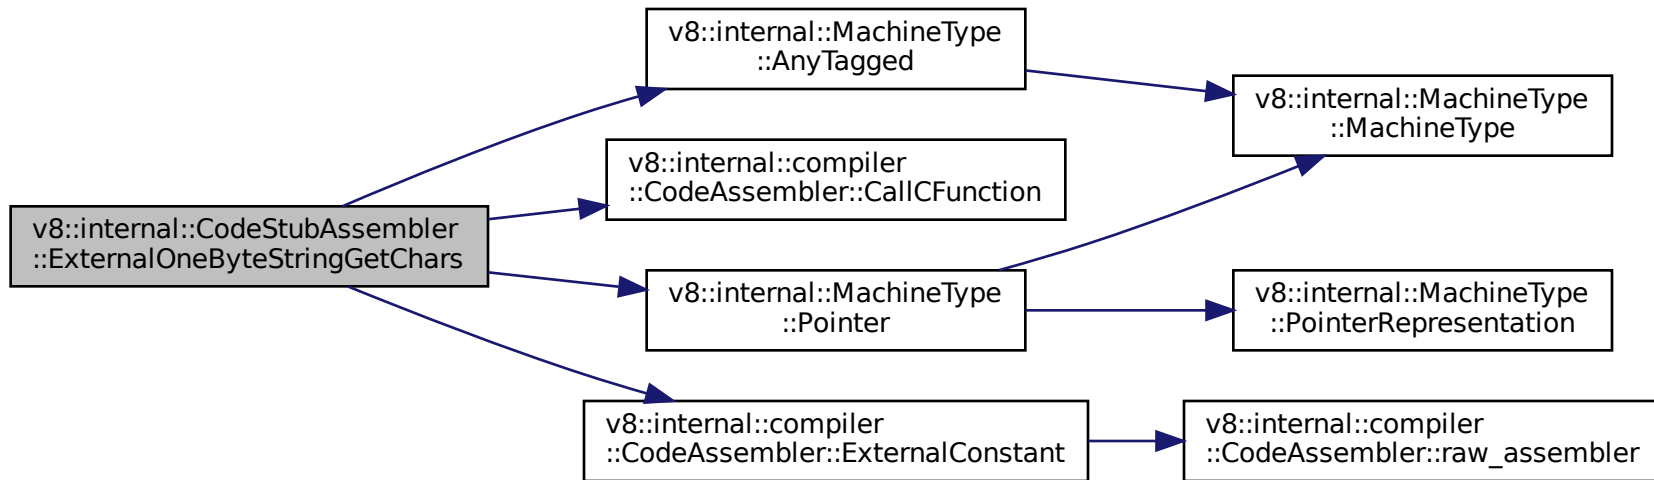 v8::internal::CodeStubAssembler
::ExternalOneByteStringGetChars
v8::internal::MachineType
::AnyTagged
v8::internal::compiler
::CodeAssembler::CallCFunction
v8::internal::MachineType
::Pointer
v8::internal::compiler
::CodeAssembler::ExternalConstant
v8::internal::MachineType
::MachineType
v8::internal::MachineType
::PointerRepresentation
v8::internal::compiler
::CodeAssembler::raw_assembler